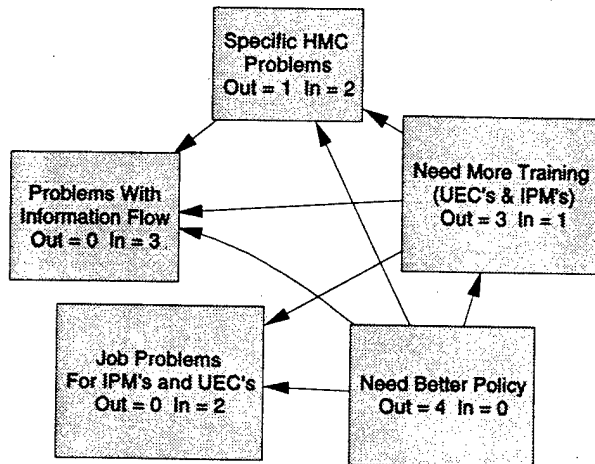 Specific HMC
Problems
Out = 1 In = 2
Need More Training
(UEC's & IPM's)
Out = 3 In = 1
Problems With
Information Flow
Out = 0 In = 3
Job Problems
For IPM's and UEC's
Out = 0 In = 2
Need Better Policy
Out = 4 In = 0